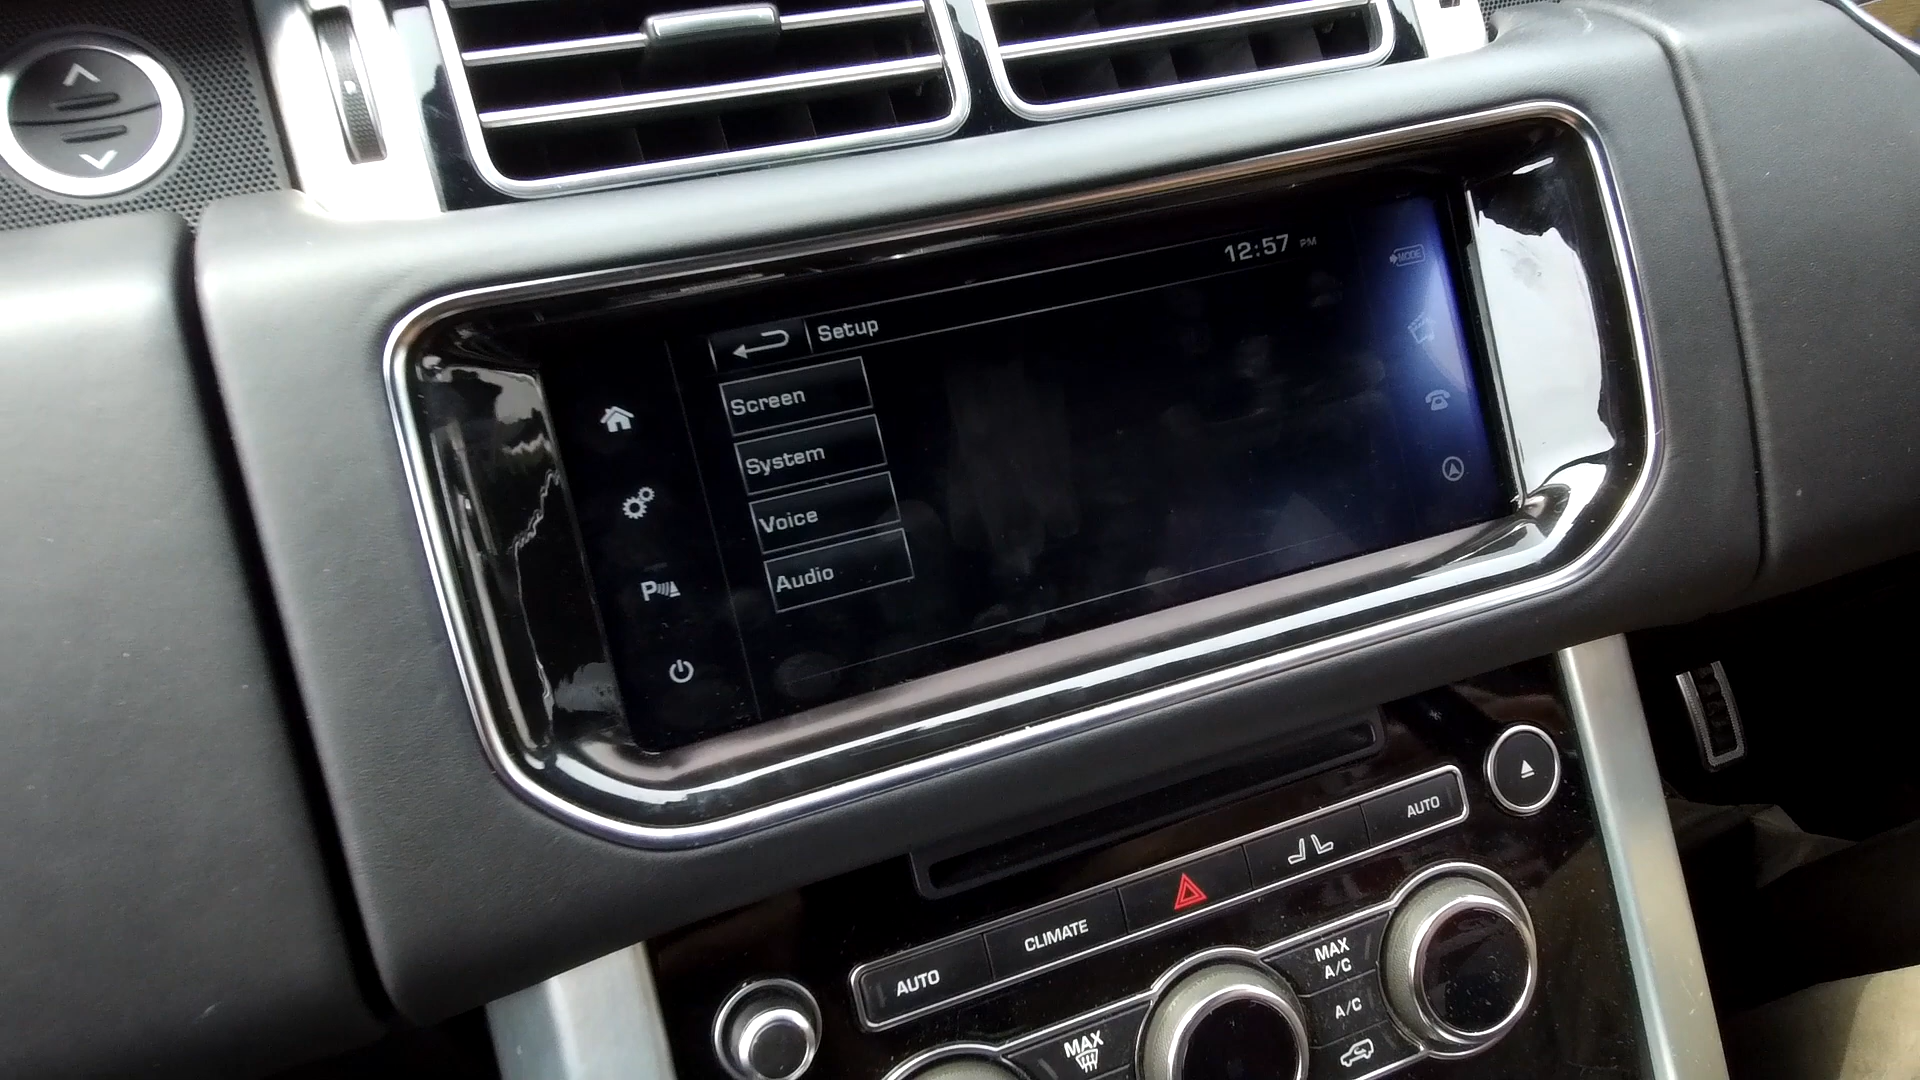 12:57 PM
MODE
Setup
Screen
System
Voice
Audio
P
AUTO
CLIMATE
AUTO
MAX
A/C
A/C
MAX